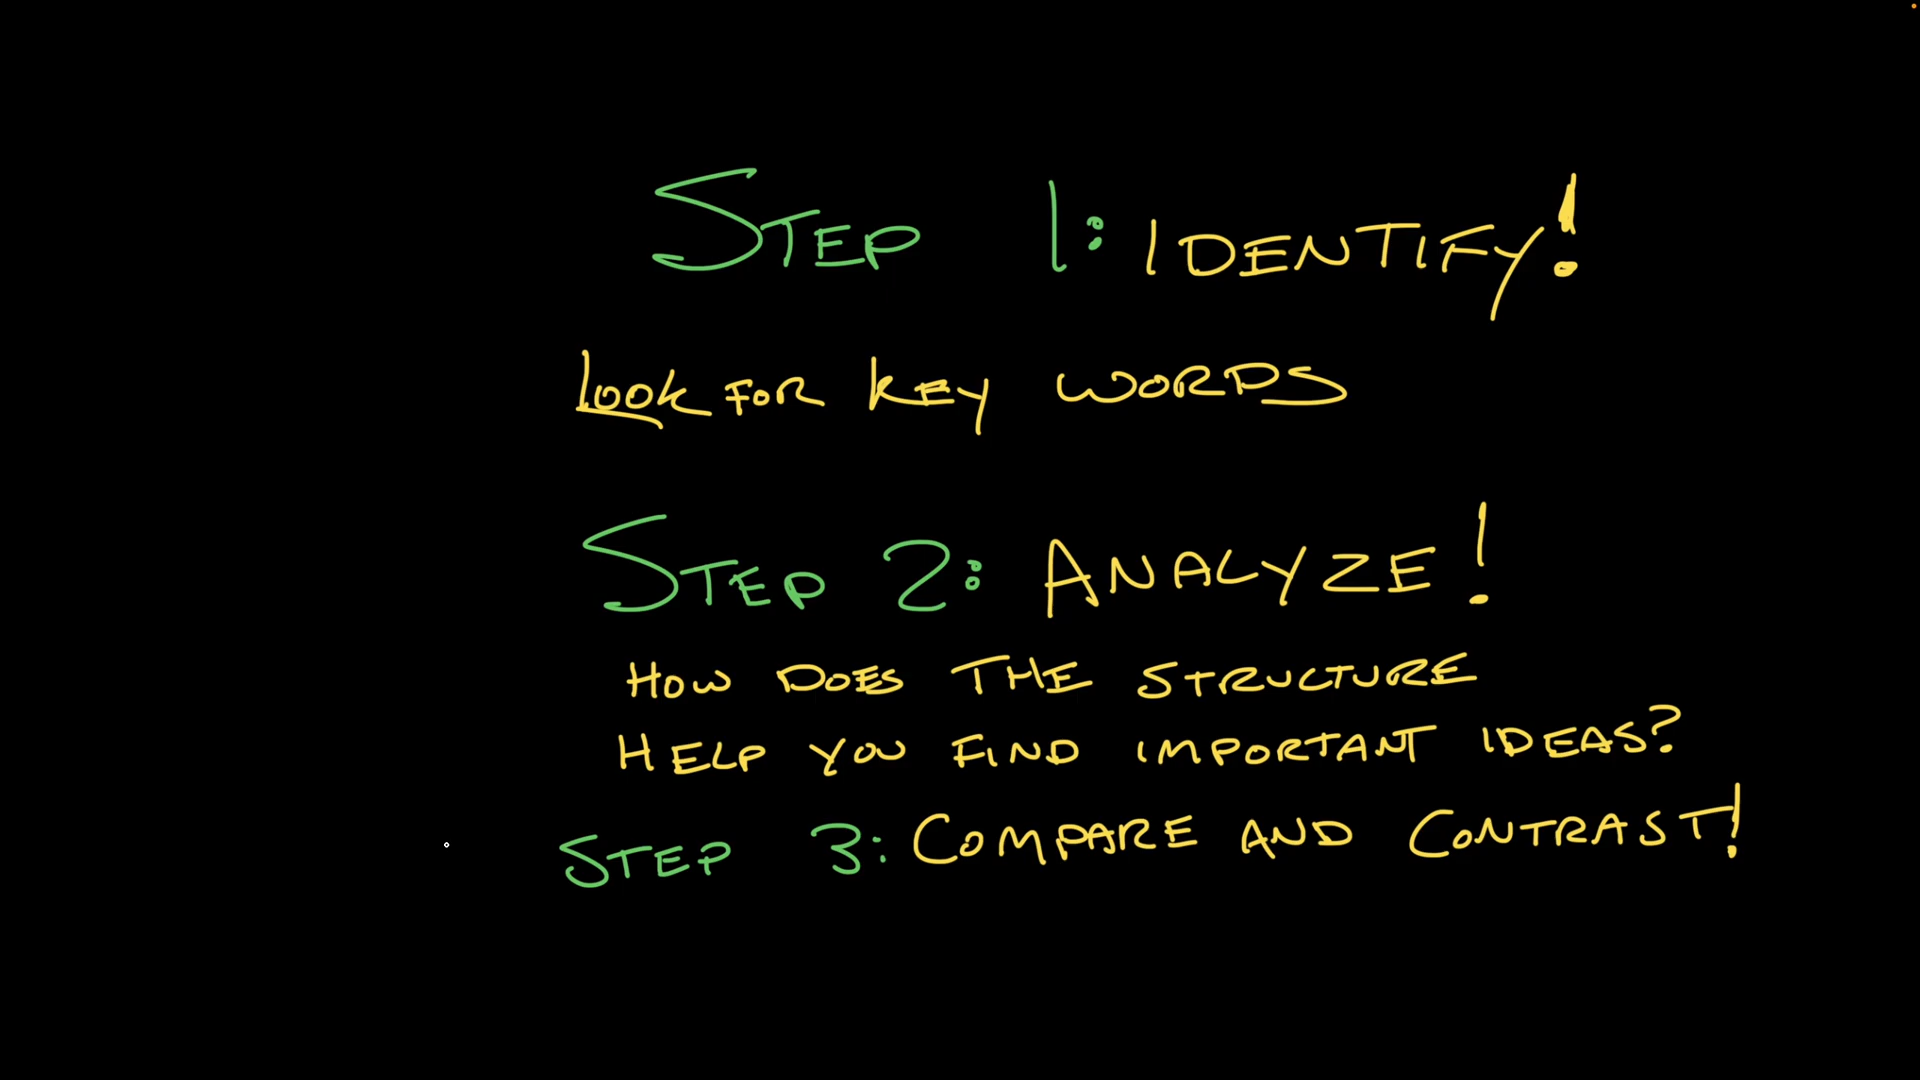 STEP 1: IDENTIFY!
LOOK FOR KEY WORDS
STEP 2: ANALYZE!
HOW DOES THE STRUCTURE
HELP YOU FIND IMPORTANT IDEAS?
STEP 3: COMPARE AND CONTRAST!